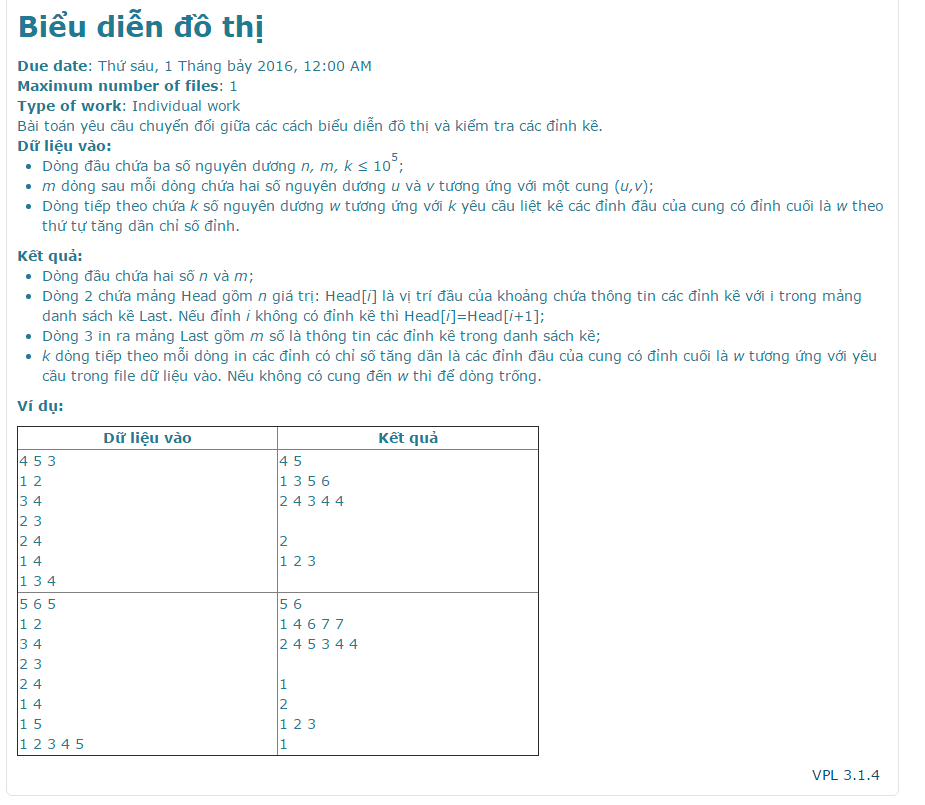 Biểu diễn đồ thị
Due date: Thứ sáu, 1 Tháng bảy 2016, 12:00 AM
Maximum number of files: 1
Type of work: Individual work
Bài toán yêu cầu chuyển đổi giữa các cách biểu diễn đồ thị và kiểm tra các đỉnh kề.
Dữ liệu vào:
• Dòng đầu chứa ba số nguyên dương n, m, k ≤ 10^5;
• m dòng sau mỗi dòng chứa hai số nguyên dương u và v tương ứng với một cung (u,v);
• Dòng tiếp theo chứa k số nguyên dương w tương ứng với k yêu cầu liệt kê các đỉnh đầu của cung có đỉnh cuối là w theo
thứ tự tăng dần chỉ số đỉnh.
Kết quả:
• Dòng đầu chứa hai số n và m;
• Dòng 2 chứa mảng Head gồm n giá trị: Head[i] là vị trí đầu của khoảng chứa thông tin các đỉnh kề với i trong mảng
danh sách kề Last. Nếu đỉnh i không có đỉnh kề thì Head[i]=Head[i+1];
• Dòng 3 in ra mảng Last gồm m số là thông tin các đỉnh kề trong danh sách kề;
• k dòng tiếp theo mỗi dòng in các đỉnh có chỉ số tăng dần là các đỉnh đầu của cung có đỉnh cuối là w tương ứng với yêu
cầu trong file dữ liệu vào. Nếu không có cung đến w thì để dòng trống.
Ví dụ:
Dữ liệu vào Kết quả
4 5 3 4 5
1 2 1 3 5 6
3 4 2 4 3 4 4
2 3
2 4 2
1 4 1 2 3
1 3 4
5 6 5 5 6
1 2 1 4 6 7 7
3 4 2 4 5 3 4 4
2 3
2 4 1
1 4 2
1 5 1 2 3
1 2 3 4 5 1
VPL 3.1.4